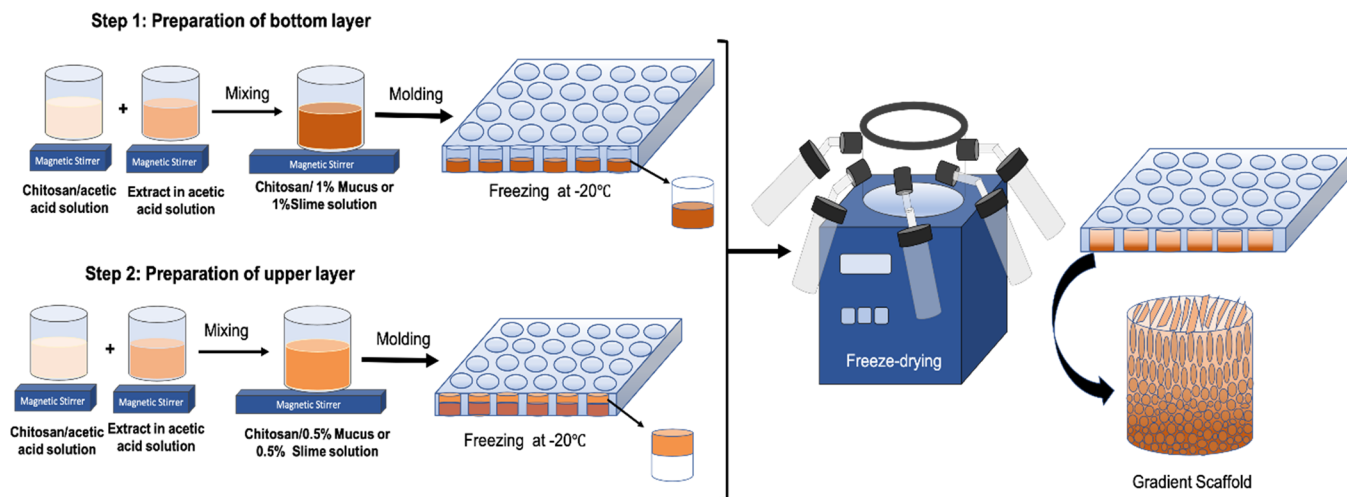 Step 1: Preparation of bottom layer
Mixing
Molding
+
Magnetic Stirrer
Magnetic Stirrer
Magnetic Stirrer
Chitosan/acetic
acid solution
Extract in acetic
acid solution
Chitosan/ 1% Mucus or
1%Slime solution
Freezing at -20℃
Step 2: Preparation of upper layer
Mixing
Molding
+
Magnetic Stirrer
Magnetic Stirrer
Magnetic Stirrer
Chitosan/acetic
acid solution
Extract in acetic
acid solution
Chitosan/0.5% Mucus or
0.5% Slime solution
Freezing at -20℃
Freeze-drying
Gradient Scaffold